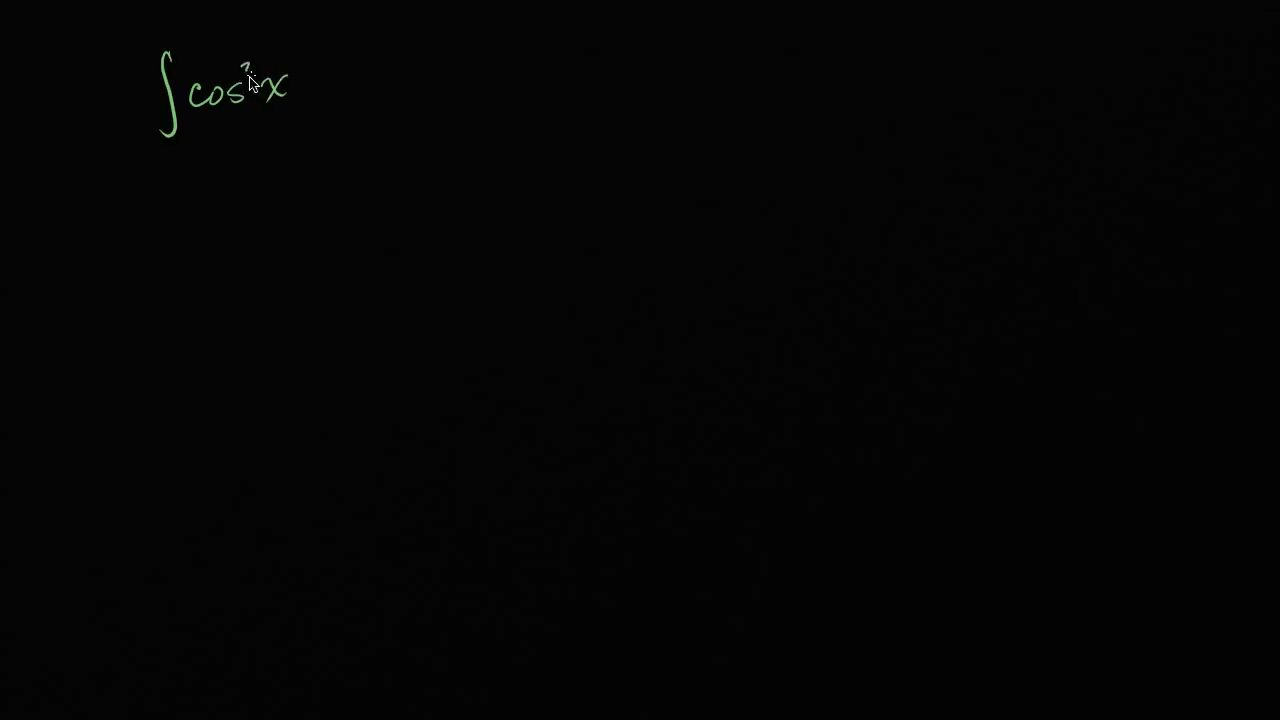 ∫ cos x